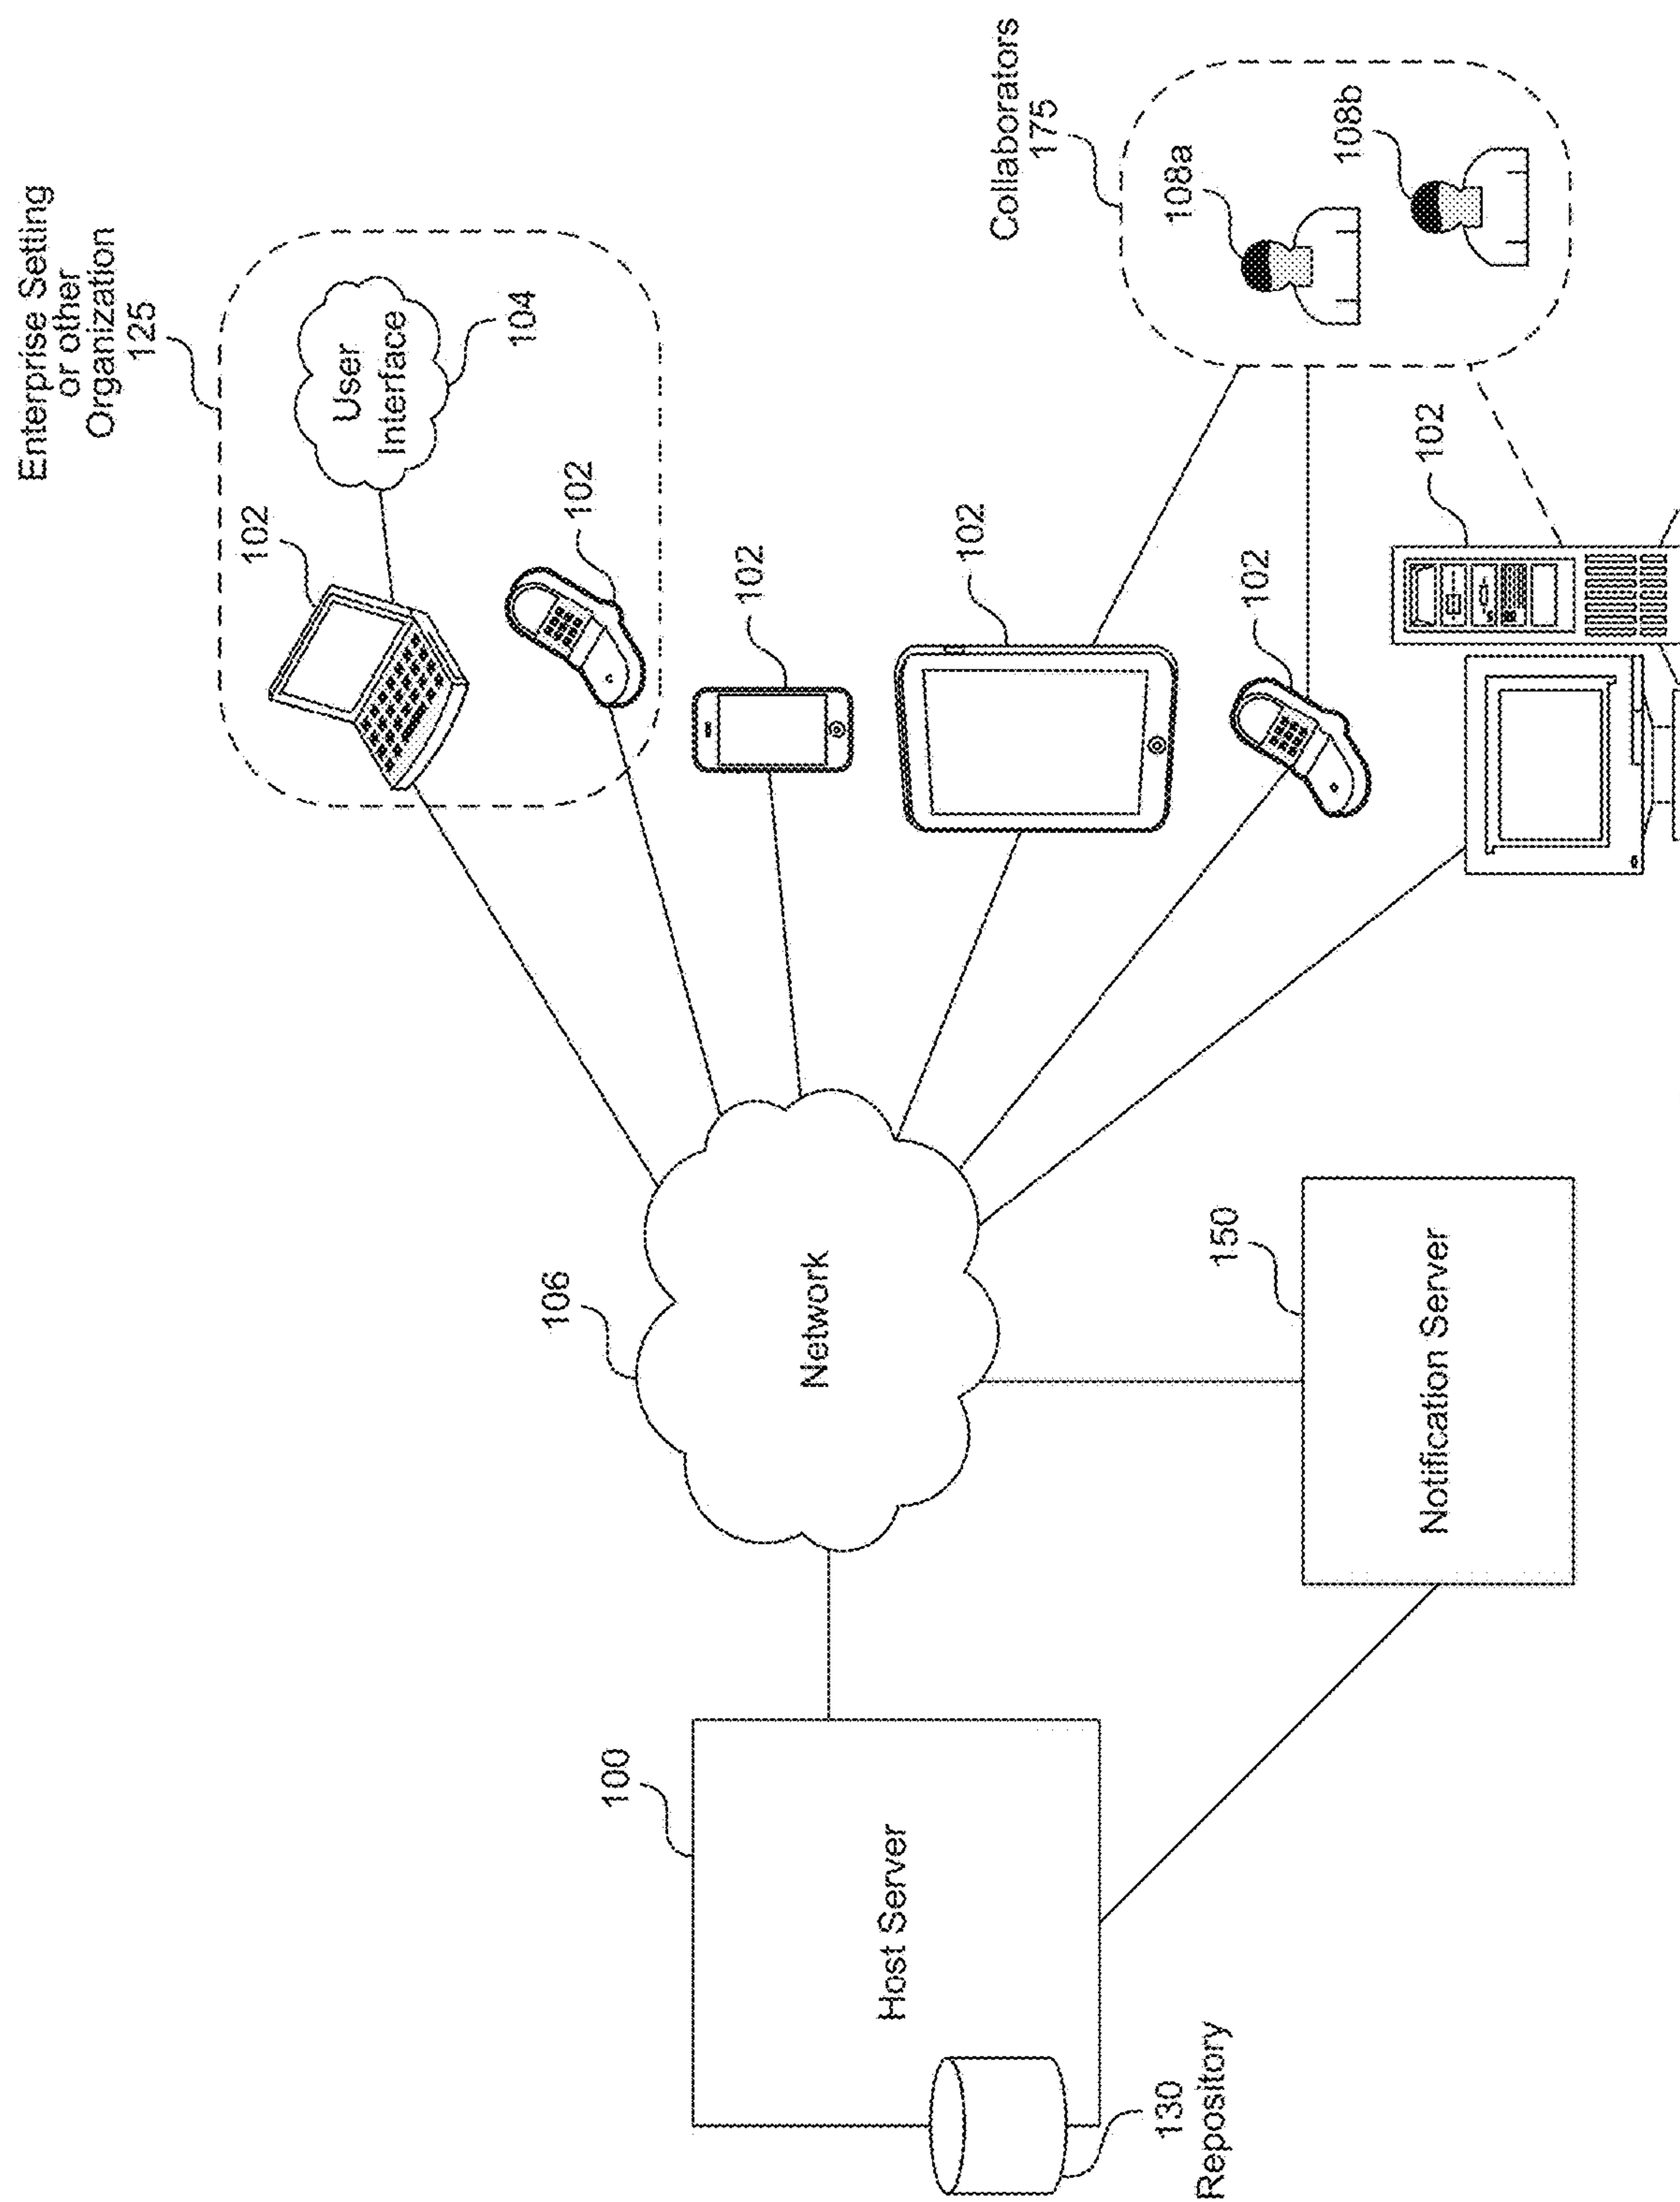 Enterprise Setting
or other
Organization
125
102
User
Interface
104
102
102
Collaborators
175
108a
108b
102
102
102
106
Network
100
Host Server
130
Repository
150
Notification Server